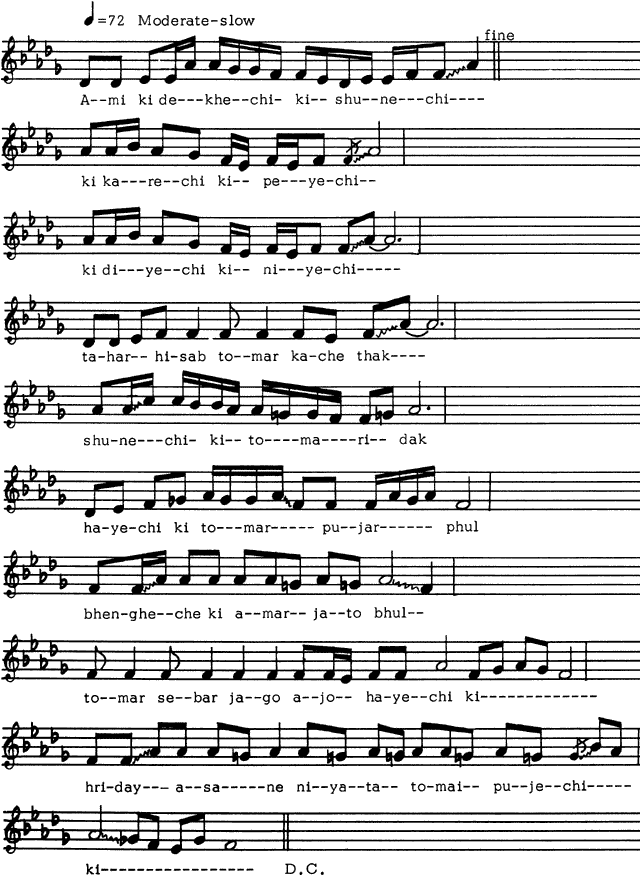 =72 Moderate-slow
fine
A--mi ki de---khe--chi- ki-- shu--ne--chi----
ki ka--re--chi ki-- pe---ye-chi--
ki di---ye--chi ki-- ni---ye-chi-----
ta-har-- hi-sab to--mar ka-che thak----
shu-ne---chi- ki-- to----ma---ri- dak
ha-ye-chi ki to---mar----- pu-jar------ phul
bhen-ghe--che ki a--mar- ja--to bhul--
to--mar se--bar ja--go a-jo-- ha-ye--chi ki-------------
hri-day--- a--sa-----ne ni--ya--ta-- to-mai-- pu--je--chi-----
ki-----------------
D.C.